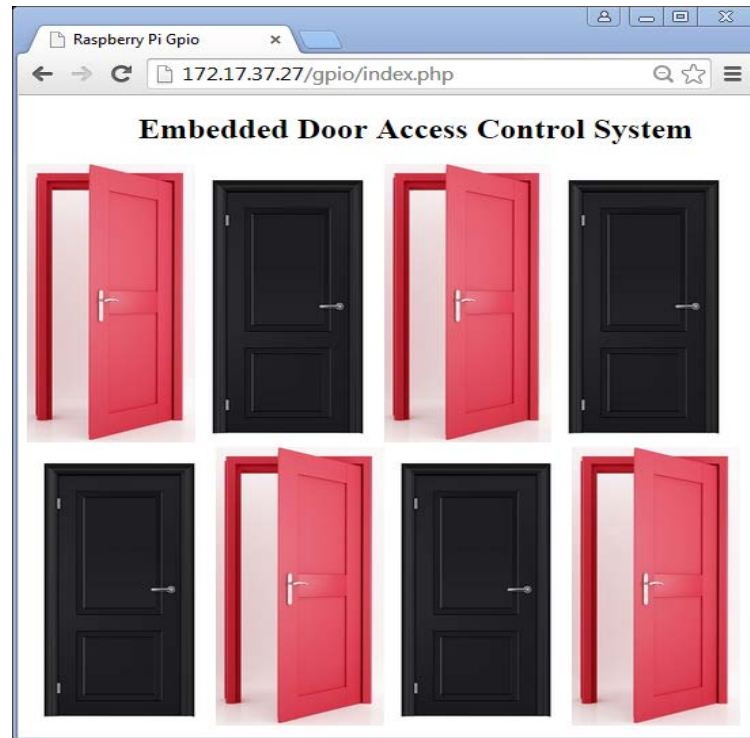 Raspberry Pi Gpio
172.17.37.27/gpio/index.php
Embedded Door Access Control System